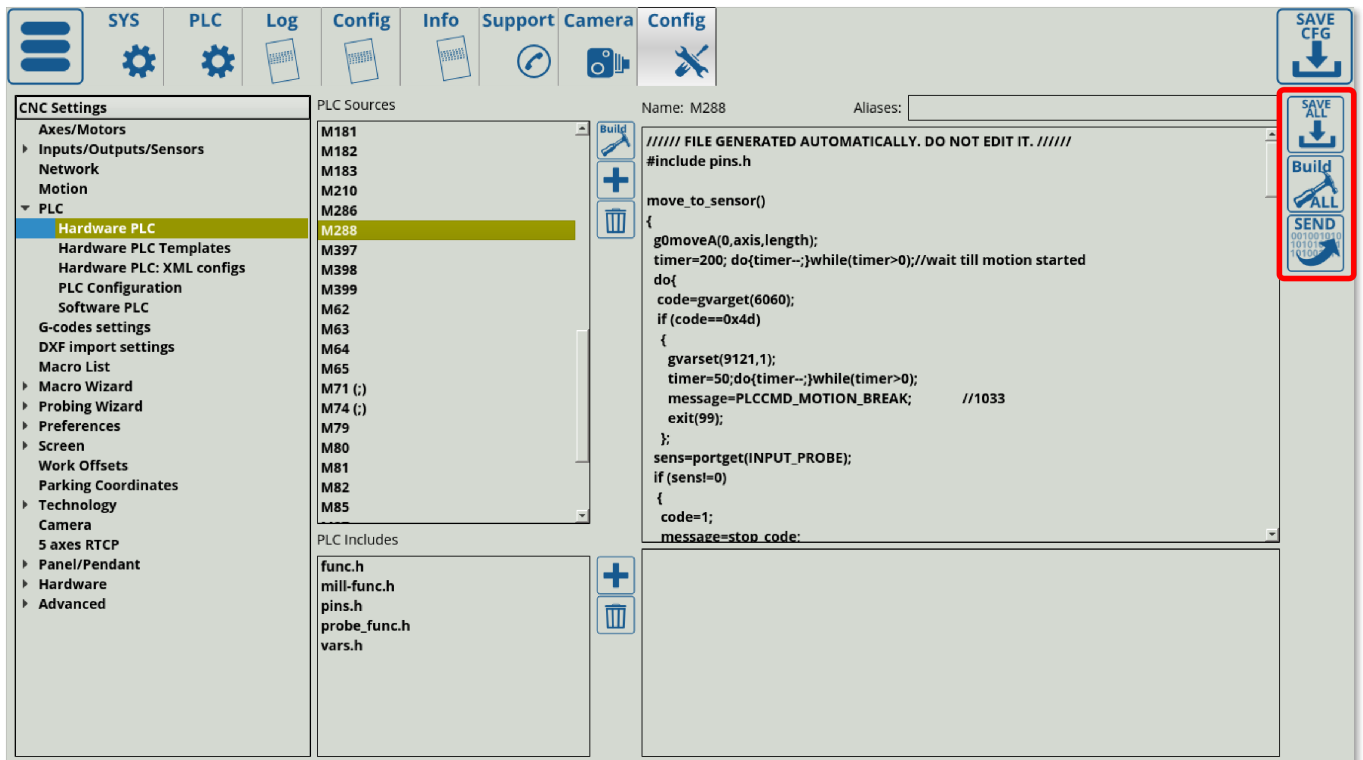 SYS
PLC
Log
Config
Info
Support
Camera
Config
SAVE
CFG
CNC Settings
Axes/Motors
Inputs/Outputs/Sensors
Network
Motion
PLC
Hardware PLC
Hardware PLC Templates
Hardware PLC: XML configs
PLC Configuration
Software PLC
G-codes settings
DXF import settings
Macro List
Macro Wizard
Probing Wizard
Preferences
Screen
Work Offsets
Parking Coordinates
Technology
Camera
5 axes RTCP
Panel/Pendant
Hardware
Advanced
PLC Sources
M181
M182
M183
M210
M286
M288
M397
M398
M399
M62
M63
M64
M65
M71 (;)
M74 (;)
M79
M80
M81
M82
M85
Build
PLC Includes
func.h
mill-func.h
pins.h
probe_func.h
vars.h
Name: M288
Aliases:
////// FILE GENERATED AUTOMATICALLY. DO NOT EDIT IT. //////
#include pins.h
move_to_sensor()
{
g0moveA(0,axis,length);
timer=200; do{timer--;}while(timer>0);//wait till motion started
do{
code=gvarget(6060);
if (code==0x4d)
{
gvarset(9121,1);
timer=50;do{timer--;}while(timer>0);
message=PLCCMD_MOTION_BREAK; //1033
exit(99);
};
sens=portget(INPUT_PROBE);
if (sens!=0)
{
code=1;
message=stop_code;
SAVE
ALL
Build
ALL
SEND